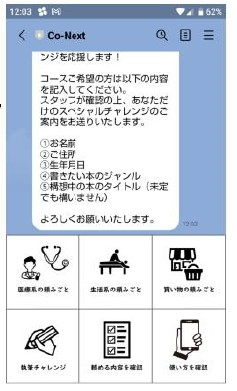 12:03
62%
Co-Next
ンジを応援します！
コースご希望の方は以下の内容
を記入してください。
スタッフが確認の上、あなただ
けのスペシャルチャレンジのご
案内をお送りいたします。
①お名前
②ご住所
③生年月日
④書きたい本のジャンル
⑤構想中の本のタイトル（未定
でも構いません）
よろしくお願いいたします。
12:03
医療系の頼みごと
生活系の頼みごと
買い物の頼みごと
執筆チャレンジ
頼める内容を確認
使い方を確認